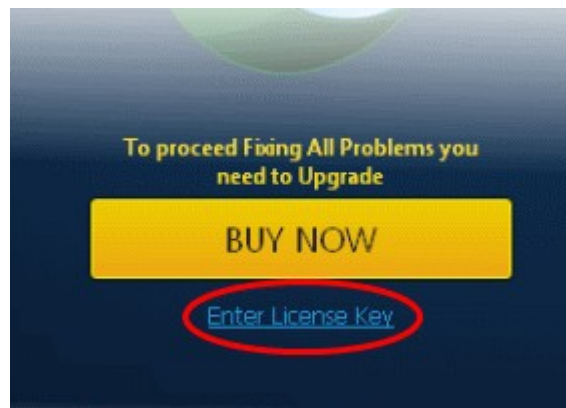 To proceed Fixing All Problems you
need to Upgrade
BUY NOW
Enter License Key